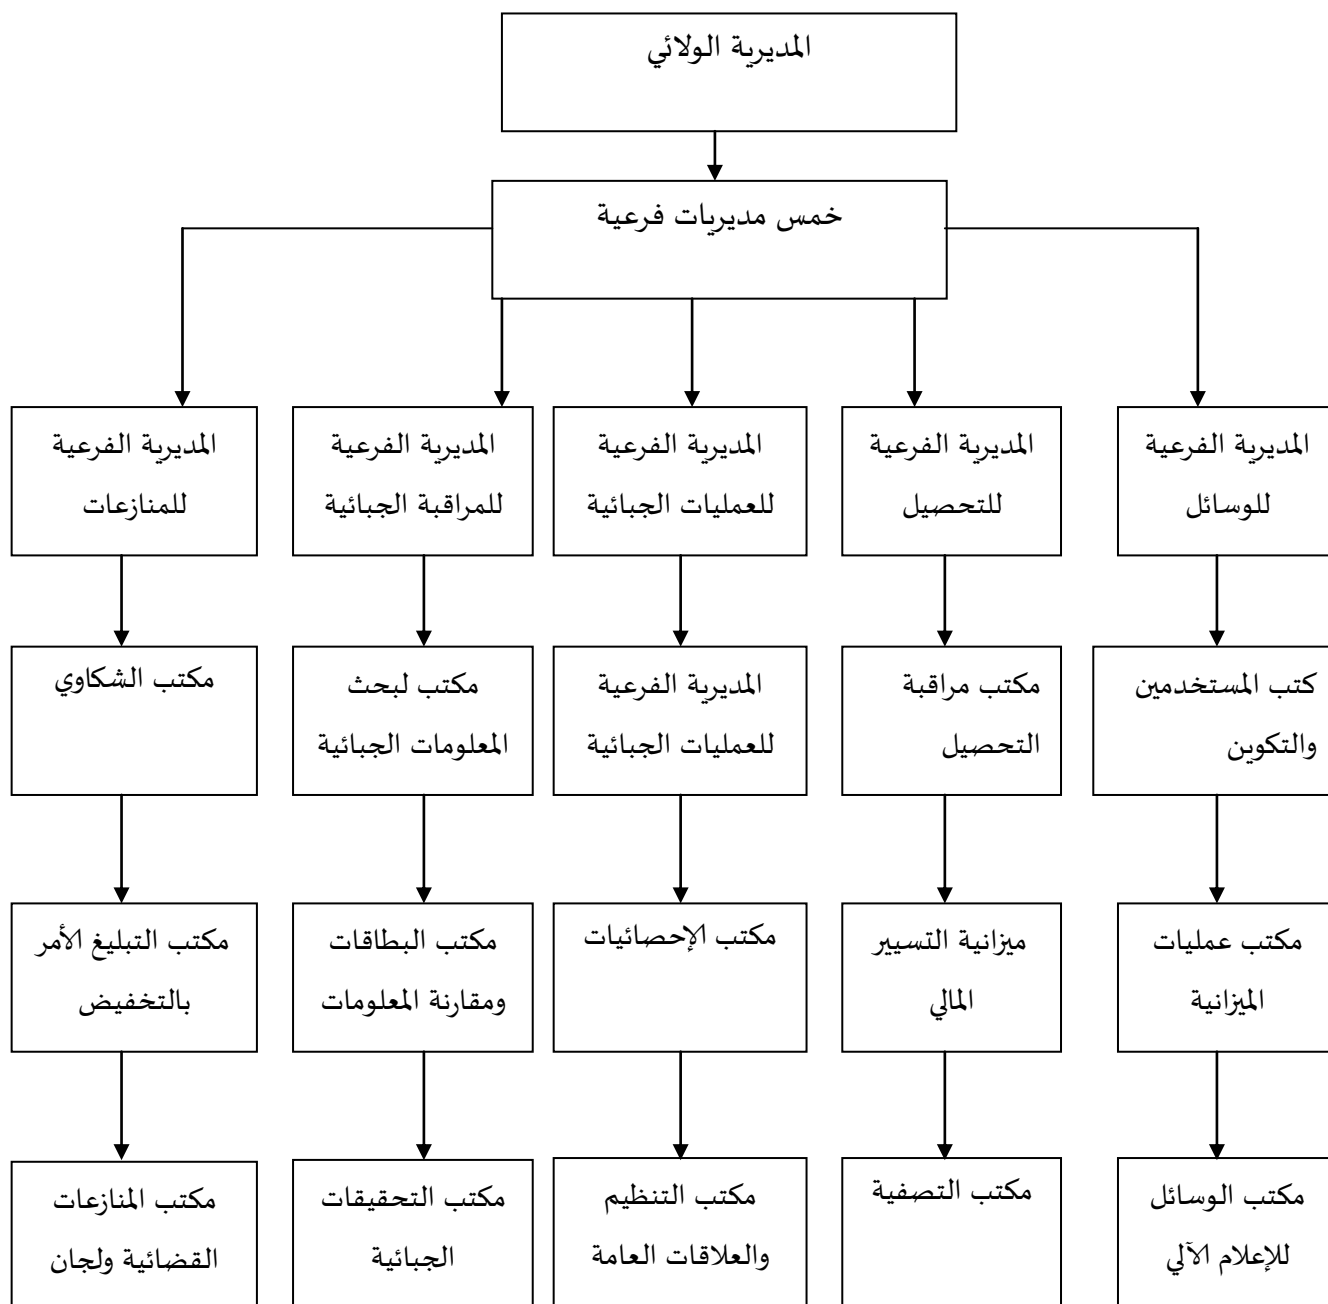 المديرية الولائي
خمس مديريات فرعية
المديرية الفرعية
للوسائل
المديرية الفرعية
للتحصيل
المديرية الفرعية
للعمليات الجبائية
المديرية الفرعية
للمراقبة الجبائية
المديرية الفرعية
للمنازعات
كتب المستخدمين
والتكوين
مكتب مراقبة
التحصيل
المديرية الفرعية
للعمليات الجبائية
مكتب لبحث
المعلومات الجبائية
مكتب الشكاوي
مكتب عمليات
الميزانية
ميزانية التسيير
المالي
مكتب الإحصائيات
مكتب البطاقات
ومقارنة المعلومات
مكتب التبليغ الأمر
بالتخفيض
مكتب الوسائل
للإعلام الآلي
مكتب التصفية
مكتب التنظيم
والعلاقات العامة
مكتب التحقيقات
الجبائية
مكتب المنازعات
القضائية ولجان